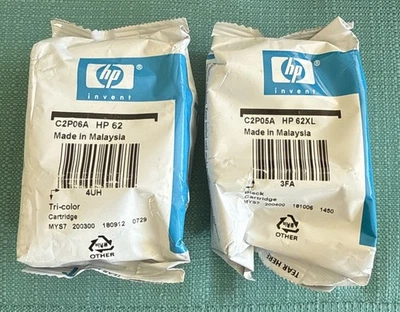 hp
invent
C2P06A HP 62
Made in Malaysia
4UH
Tri-color
Cartridge
MYS7 200300 180912 0729
OTHER
hp
invent
C2P05A HP 62XL
Made in Malaysia
3FA
Black
Cartridge
MYS7 200400 181006 1450
OTHER
TEAR HERE